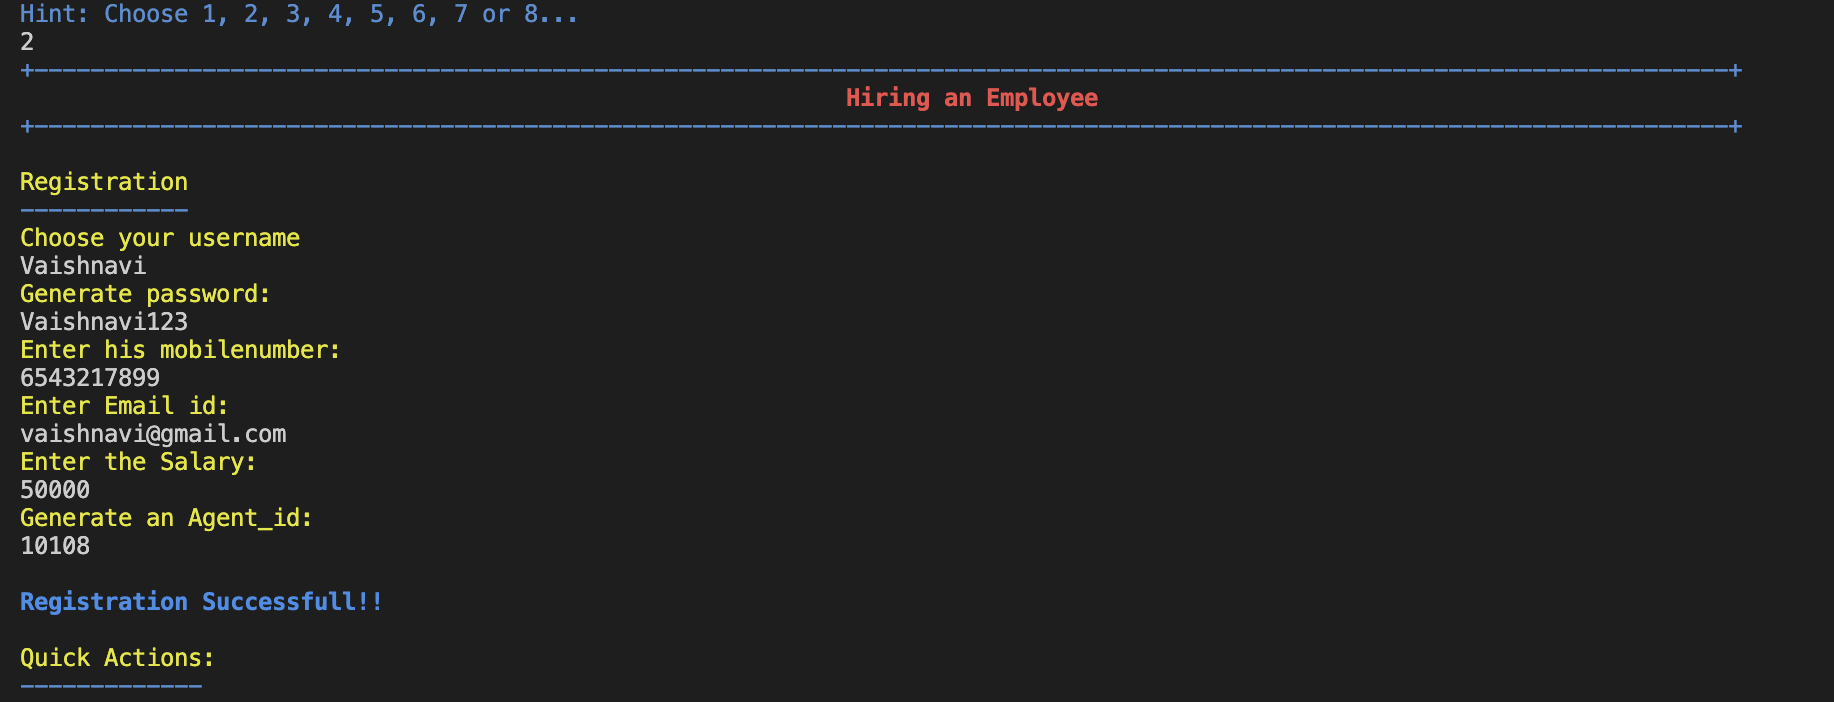 Hint: Choose 1, 2, 3, 4, 5, 6, 7 or 8...
2
+-------------------------------------------------------------------------------------------------------------------------+
Hiring an Employee
+-------------------------------------------------------------------------------------------------------------------------+
Registration
------------
Choose your username
Vaishnavi
Generate password:
Vaishnavi123
Enter his mobilenumber:
6543217899
Enter Email id:
vaishnavi@gmail.com
Enter the Salary:
50000
Generate an Agent_id:
10108
Registration Successfull!!
Quick Actions:
-------------